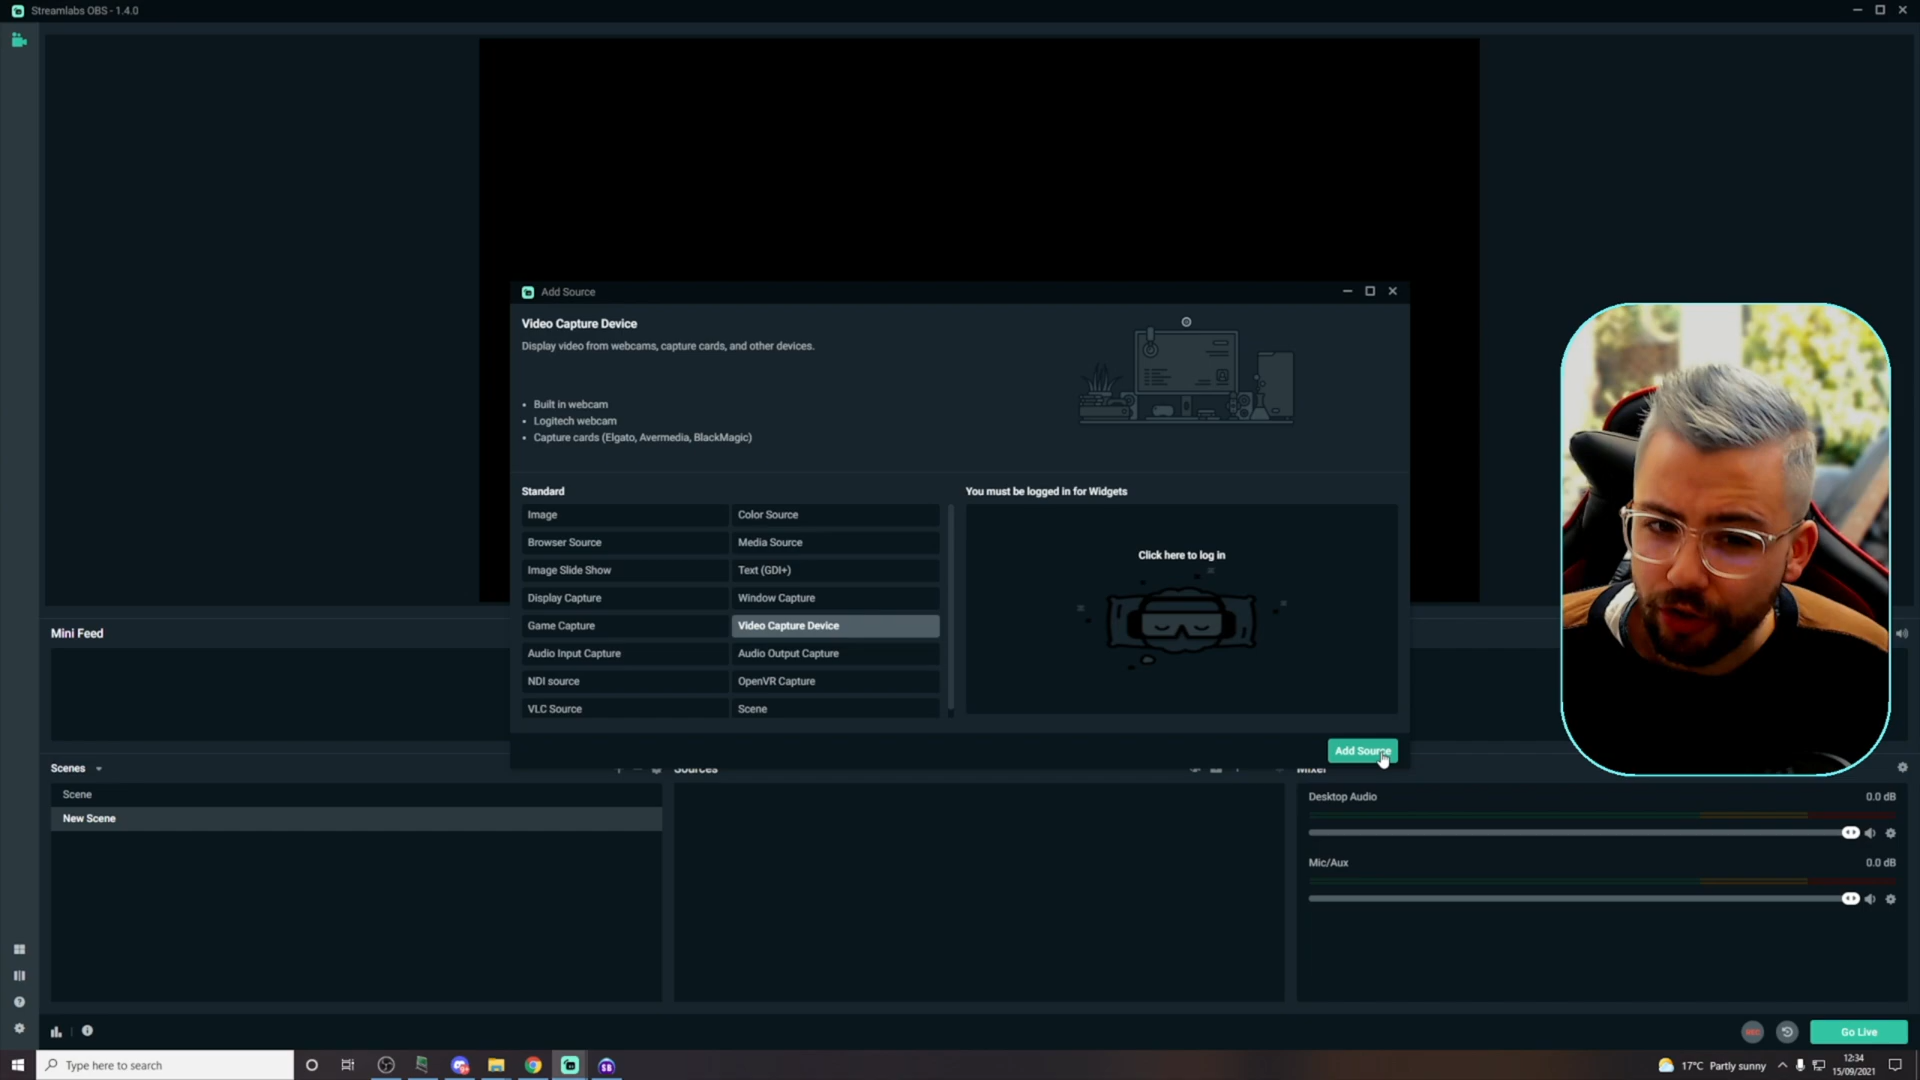 Streamlabs OBS - 1.4.0
Add Source
Video Capture Device
Display video from webcams, capture cards, and other devices.
• Built in webcam
• Logitech webcam
• Capture cards (Elgato, Avermedia, BlackMagic)
Standard
You must be logged in for Widgets
Image
Color Source
Browser Source
Media Source
Image Slide Show
Text (GDI+)
Display Capture
Window Capture
Game Capture
Video Capture Device
Audio Input Capture
Audio Output Capture
NDI source
OpenVR Capture
VLC Source
Scene
Click here to log in
Add Source
Mini Feed
Scenes
Sources
Mixer
Scene
New Scene
Desktop Audio
0.0 dB
Mic/Aux
0.0 dB
REC
Go Live
Type here to search
17°C Partly sunny
12:34
15/09/2021